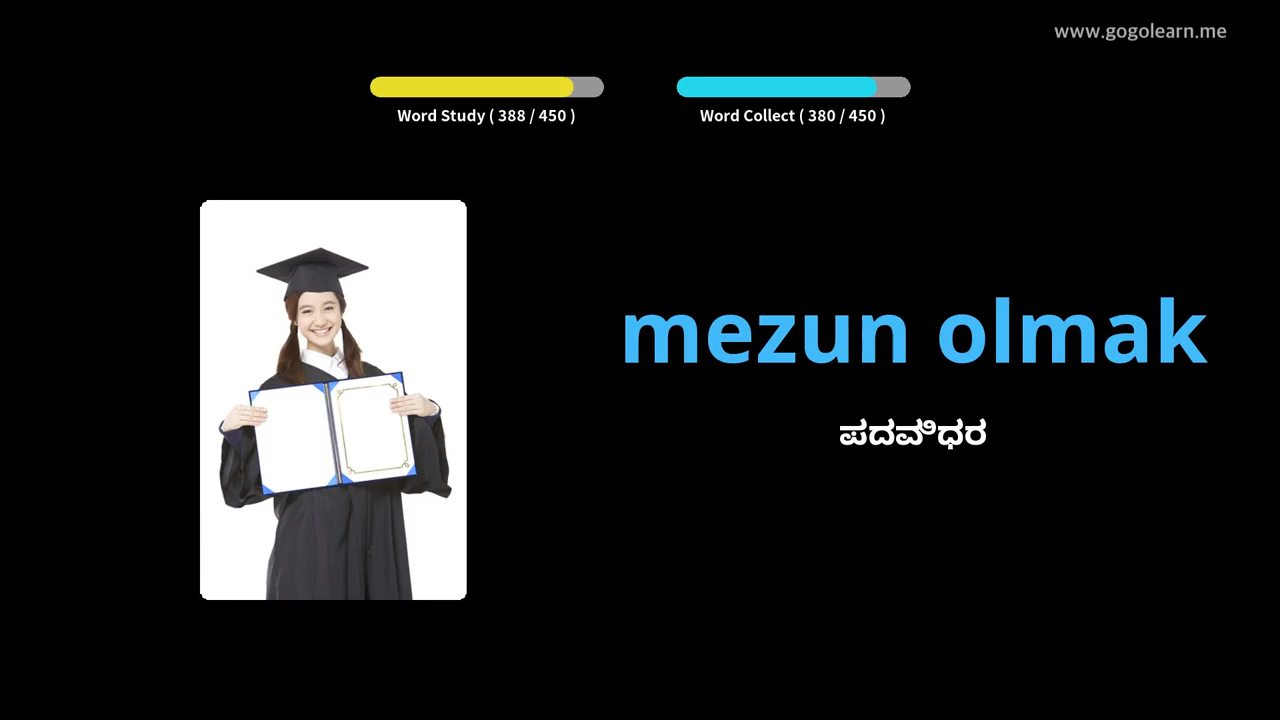 www.gogolearn.me
Word Study ( 388 / 450 )
Word Collect ( 380 / 450 )
mezun olmak
ಪದವಿಧರ